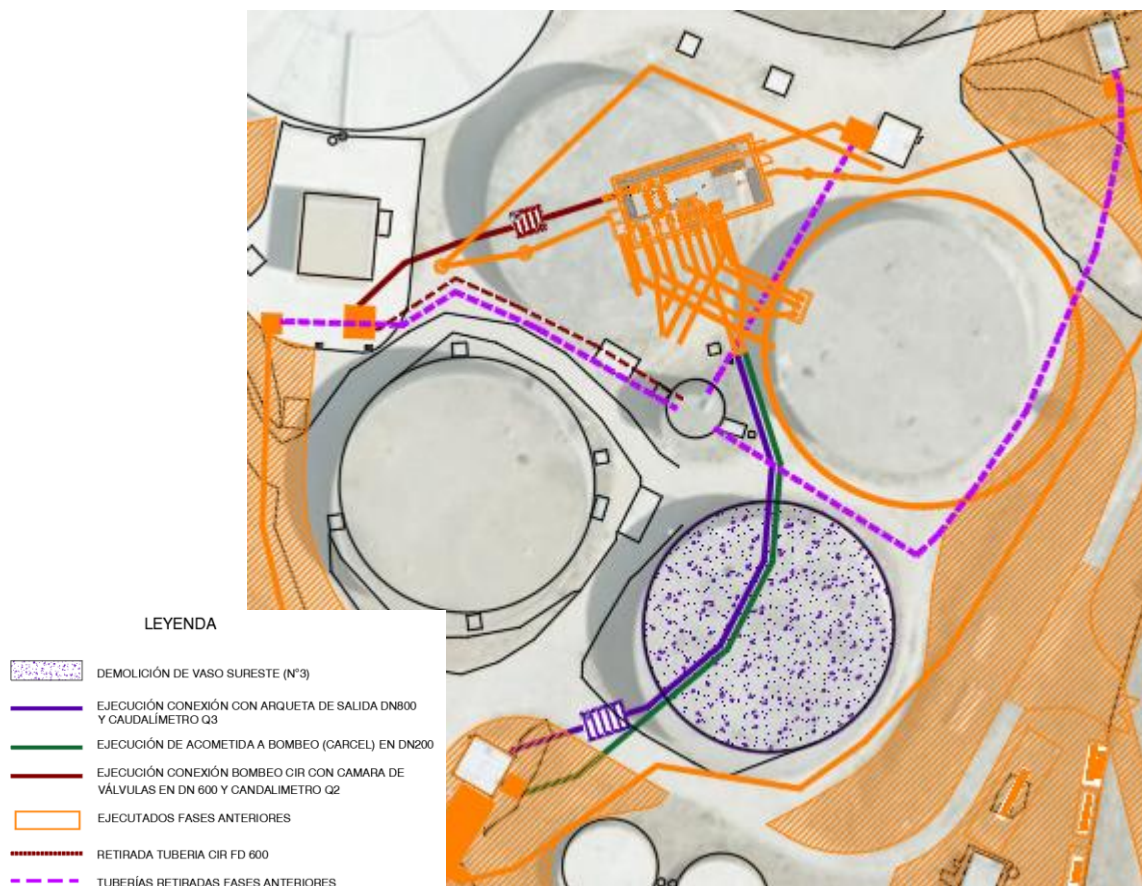 LEYENDA
DEMOLICIÓN DE VASO SURESTE (Nº3)
EJECUCIÓN CONEXIÓN CON ARQUETA DE SALIDA DN800
Y CAUDALÍMETRO Q3
EJECUCIÓN DE ACOMETIDA A BOMBEO (CARCEL) EN DN200
EJECUCIÓN CONEXIÓN BOMBEO CIR CON CAMARA DE
VÁLVULAS EN DN 600 Y CANDALIMETRO Q2
EJECUTADOS FASES ANTERIORES
RETIRADA TUBERIA CIR FD 600
TUBERÍAS RETIRADAS FASES ANTERIORES